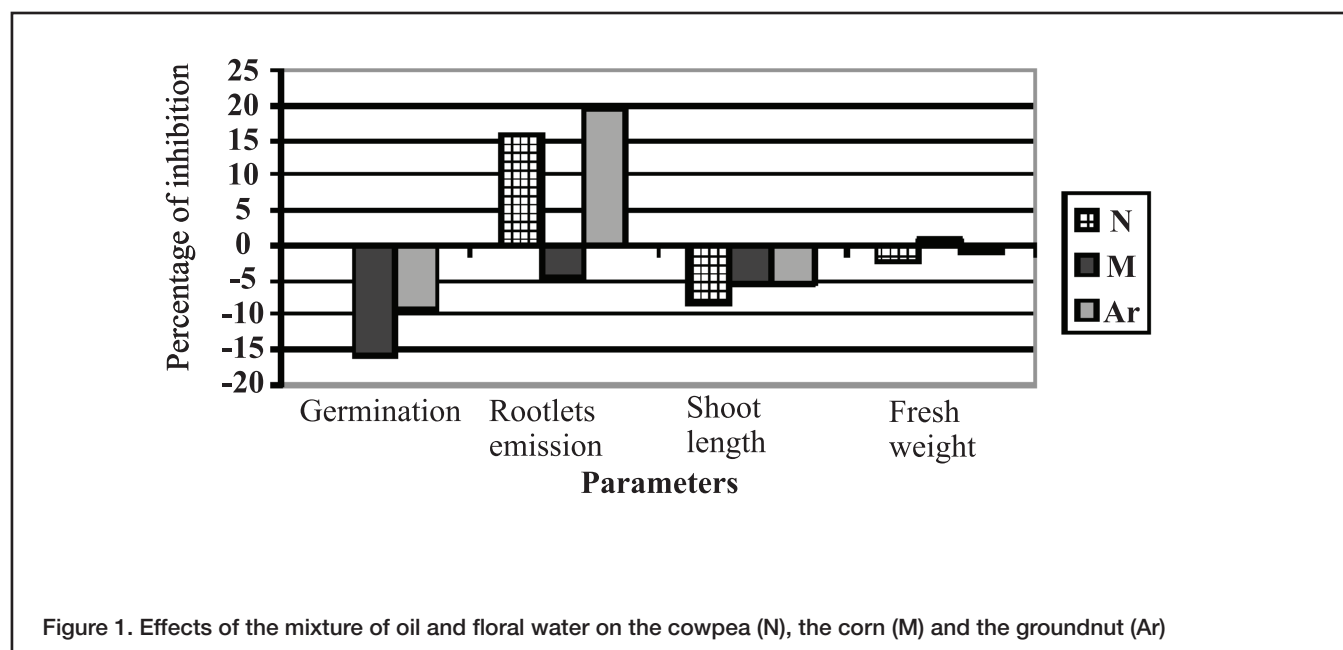 Percentage of inhibition
25
20
15
10
5
0
-5
-10
-15
-20
Germination
Rootlets
emission
Shoot
length
Fresh
weight
Parameters
N
M
Ar
Figure 1. Effects of the mixture of oil and floral water on the cowpea (N), the corn (M) and the groundnut (Ar)